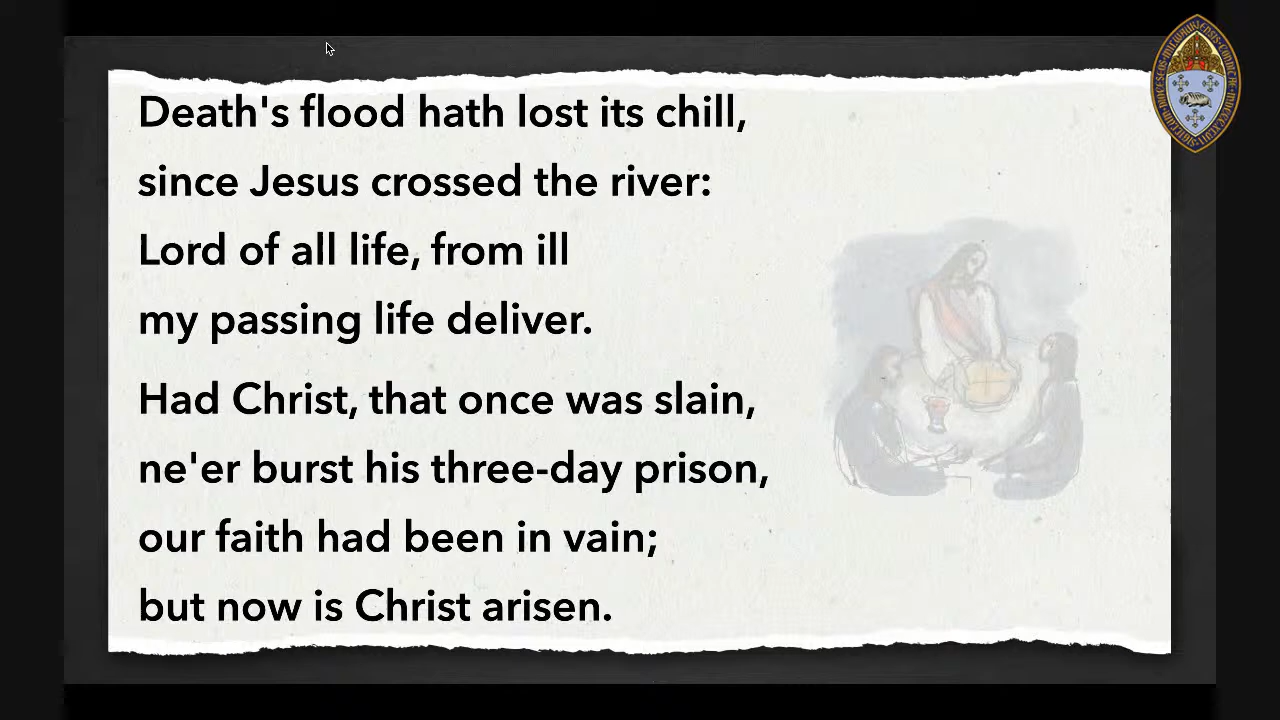 Death's flood hath lost its chill,
since Jesus crossed the river:
Lord of all life, from ill
my passing life deliver.
Had Christ, that once was slain,
ne'er burst his three-day prison,
our faith had been in vain;
but now is Christ arisen.